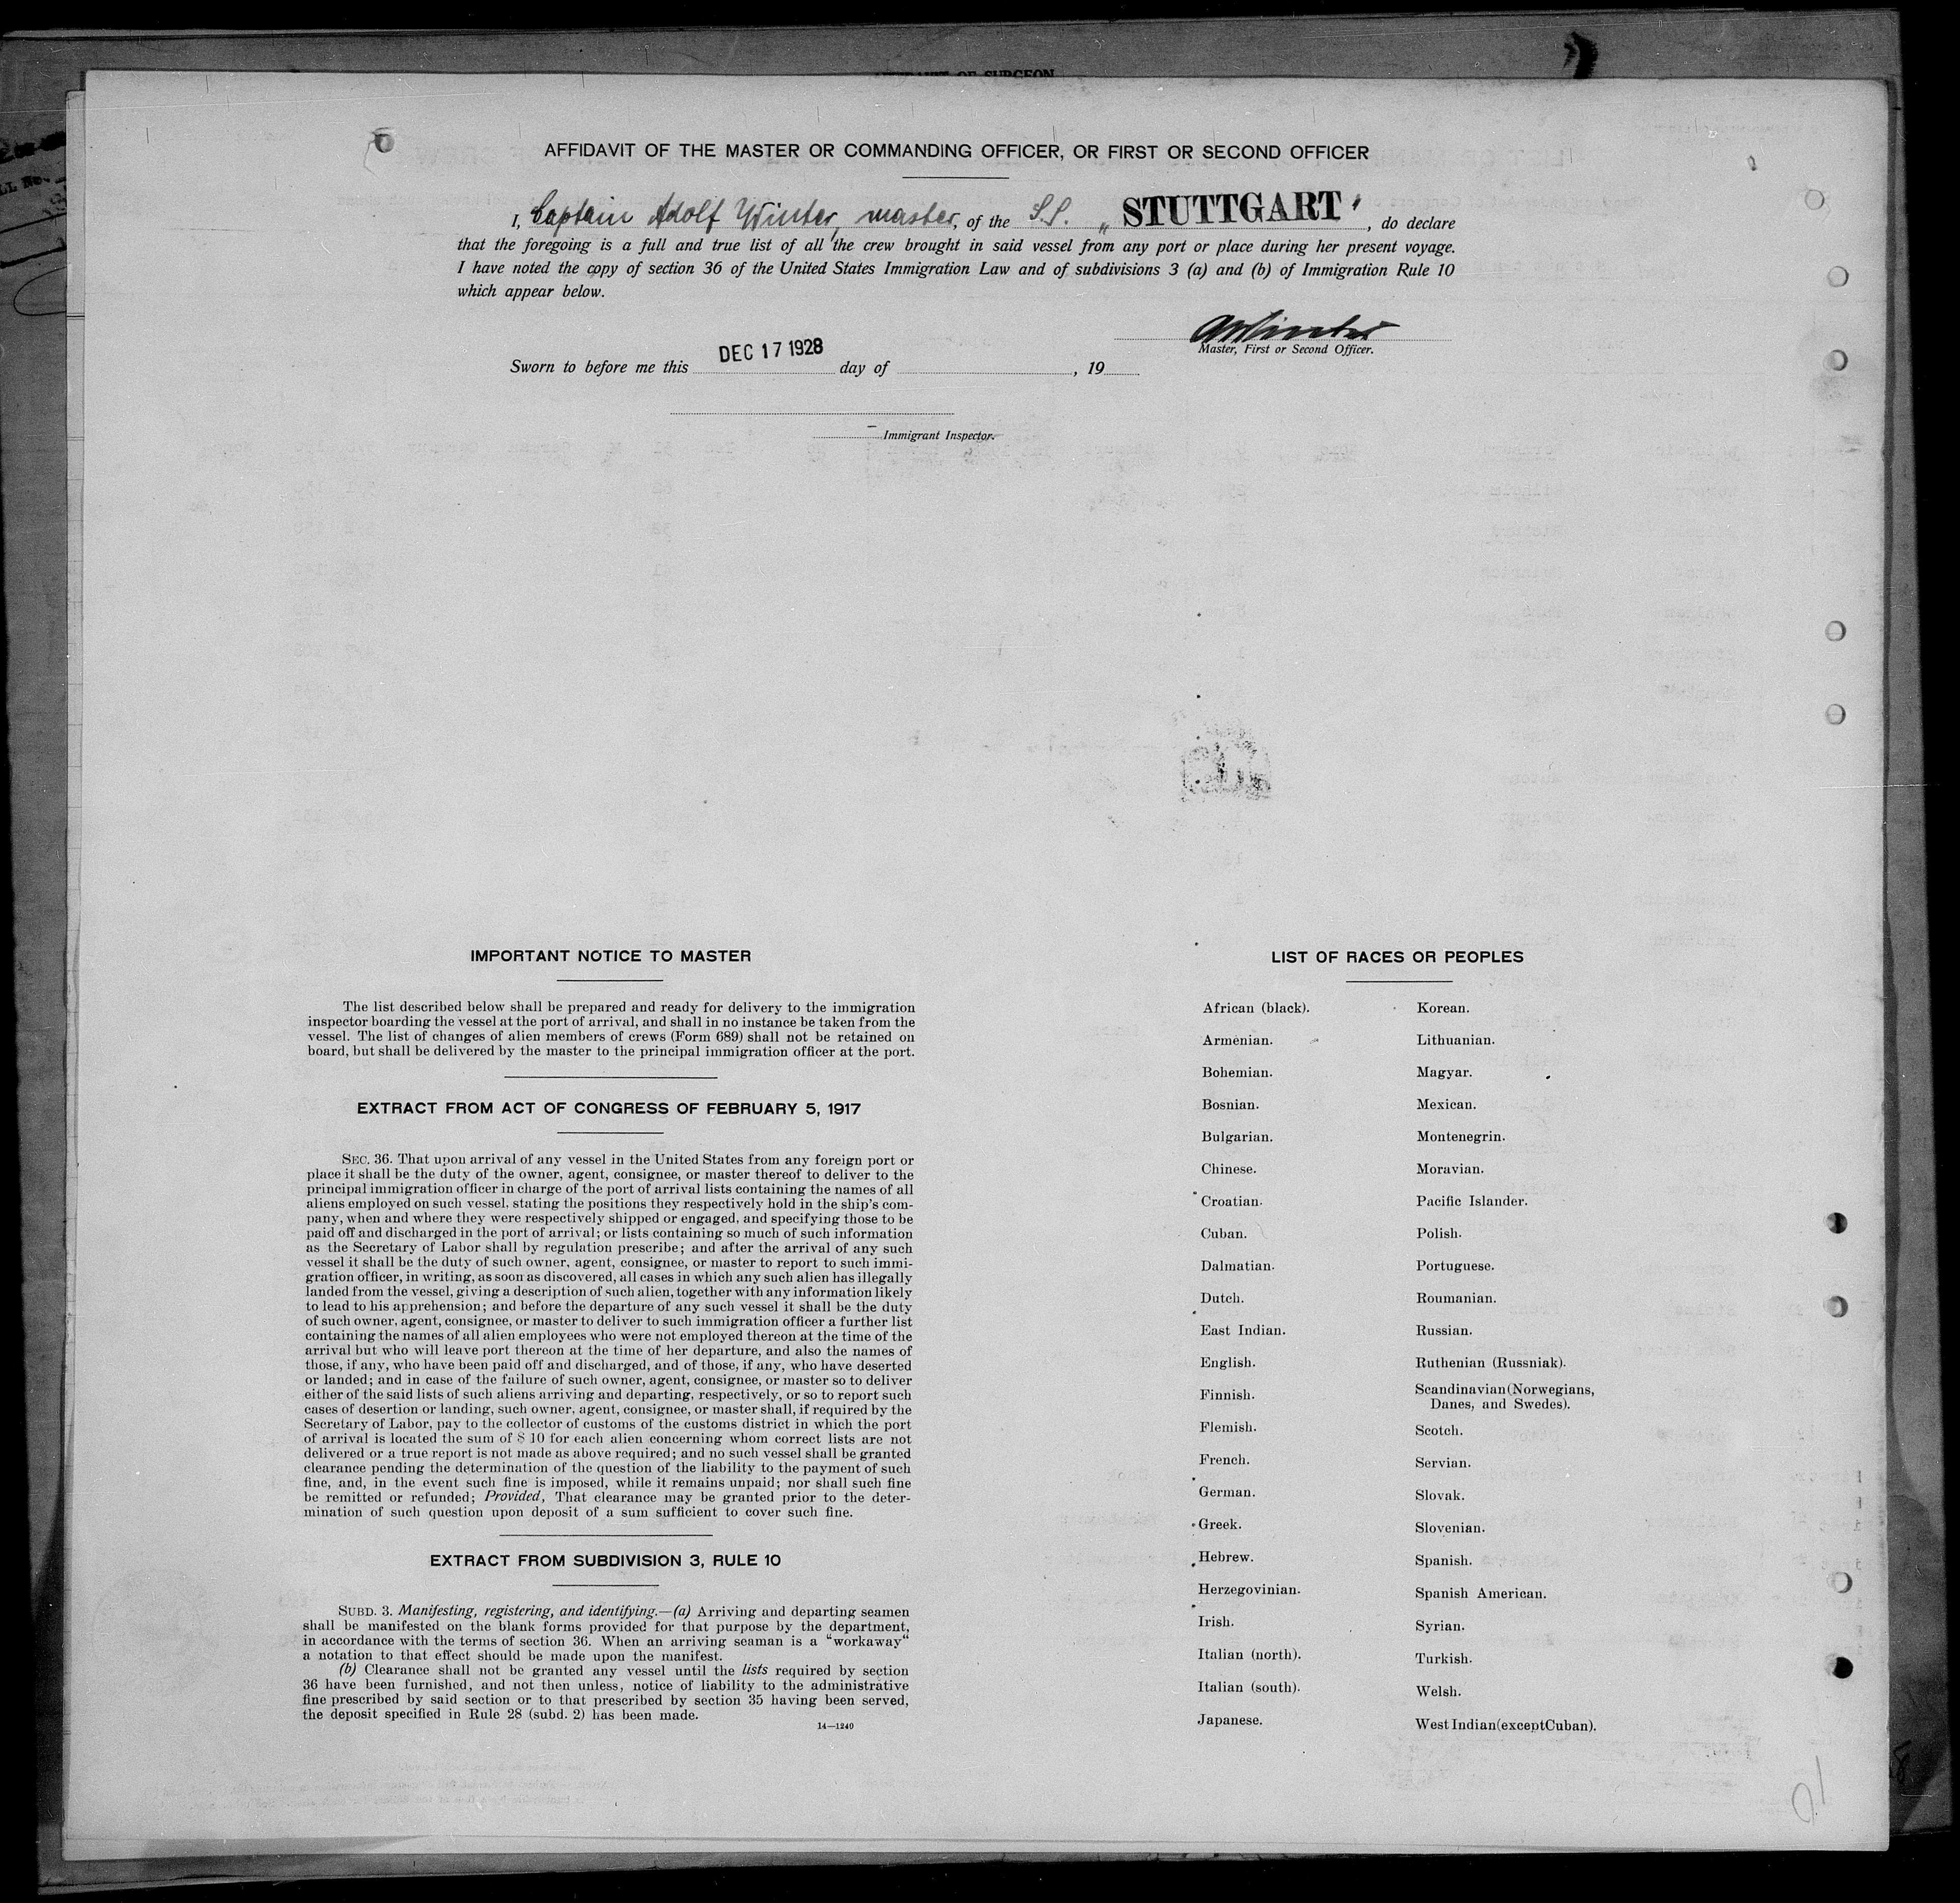 AFFIDAVIT OF THE MASTER OR COMMANDING OFFICER, OR FIRST OR SECOND OFFICER
I, Captain Adolf Winter, master, of the S.S. „ STUTTGART " , do declare
that the foregoing is a full and true list of all the crew brought in said vessel from any port or place during her present voyage.
I have noted the copy of section 36 of the United States Immigration Law and of subdivisions 3 (a) and (b) of Immigration Rule 10
which appear below.
AWinter
Master, First or Second Officer.
Sworn to before me this DEC 17 1928 day of , 19
Immigrant Inspector.
IMPORTANT NOTICE TO MASTER
The list described below shall be prepared and ready for delivery to the immigration
inspector boarding the vessel at the port of arrival, and shall in no instance be taken from the
vessel. The list of changes of alien members of crews (Form 689) shall not be retained on
board, but shall be delivered by the master to the principal immigration officer at the port.
EXTRACT FROM ACT OF CONGRESS OF FEBRUARY 5, 1917
SEC. 36. That upon arrival of any vessel in the United States from any foreign port or
place it shall be the duty of the owner, agent, consignee, or master thereof to deliver to the
principal immigration officer in charge of the port of arrival lists containing the names of all
aliens employed on such vessel, stating the positions they respectively hold in the ship's com-
pany, when and where they were respectively shipped or engaged, and specifying those to be
paid off and discharged in the port of arrival; or lists containing so much of such information
as the Secretary of Labor shall by regulation prescribe; and after the arrival of any such
vessel it shall be the duty of such owner, agent, consignee, or master to report to such immi-
gration officer, in writing, as soon as discovered, all cases in which any such alien has illegally
landed from the vessel, giving a description of such alien, together with any information likely
to lead to his apprehension; and before the departure of any such vessel it shall be the duty
of such owner, agent, consignee, or master to deliver to such immigration officer a further list
containing the names of all alien employees who were not employed thereon at the time of the
arrival but who will leave port thereon at the time of her departure, and also the names of
those, if any, who have been paid off and discharged, and of those, if any, who have deserted
or landed; and in case of the failure of such owner, agent, consignee, or master so to deliver
either of the said lists of such aliens arriving and departing, respectively, or so to report such
cases of desertion or landing, such owner, agent, consignee, or master shall, if required by the
Secretary of Labor, pay to the collector of customs of the customs district in which the port
of arrival is located the sum of $ 10 for each alien concerning whom correct lists are not
delivered or a true report is not made as above required; and no such vessel shall be granted
clearance pending the determination of the question of the liability to the payment of such
fine, and, in the event such fine is imposed, while it remains unpaid; nor shall such fine
be remitted or refunded; Provided, That clearance may be granted prior to the deter-
mination of such question upon deposit of a sum sufficient to cover such fine.
EXTRACT FROM SUBDIVISION 3, RULE 10
SUBD. 3. Manifesting, registering, and identifying.—(a) Arriving and departing seamen
shall be manifested on the blank forms provided for that purpose by the department,
in accordance with the terms of section 36. When an arriving seaman is a "workaway"
a notation to that effect should be made upon the manifest.
(b) Clearance shall not be granted any vessel until the lists required by section
36 have been furnished, and not then unless, notice of liability to the administrative
fine prescribed by said section or to that prescribed by section 35 having been served,
the deposit specified in Rule 28 (subd. 2) has been made.
14—1240
LIST OF RACES OR PEOPLES
African (black).
Armenian.
Bohemian.
Bosnian.
Bulgarian.
Chinese.
Croatian.
Cuban.
Dalmatian.
Dutch.
East Indian.
English.
Finnish.
Flemish.
French.
German.
Greek.
Hebrew.
Herzegovinian.
Irish.
Italian (north).
Italian (south).
Japanese.
Korean.
Lithuanian.
Magyar.
Mexican.
Montenegrin.
Moravian.
Pacific Islander.
Polish.
Portuguese.
Roumanian.
Russian.
Ruthenian (Russniak).
Scandinavian (Norwegians,
Danes, and Swedes).
Scotch.
Servian.
Slovak.
Slovenian.
Spanish.
Spanish American.
Syrian.
Turkish.
Welsh.
West Indian (except Cuban).